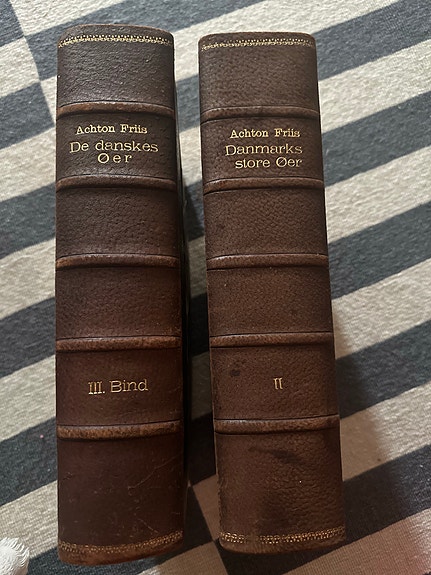 Achton Friis
De danskes
Øer
III. Bind
Achton Friis
Danmarks
store Øer
II